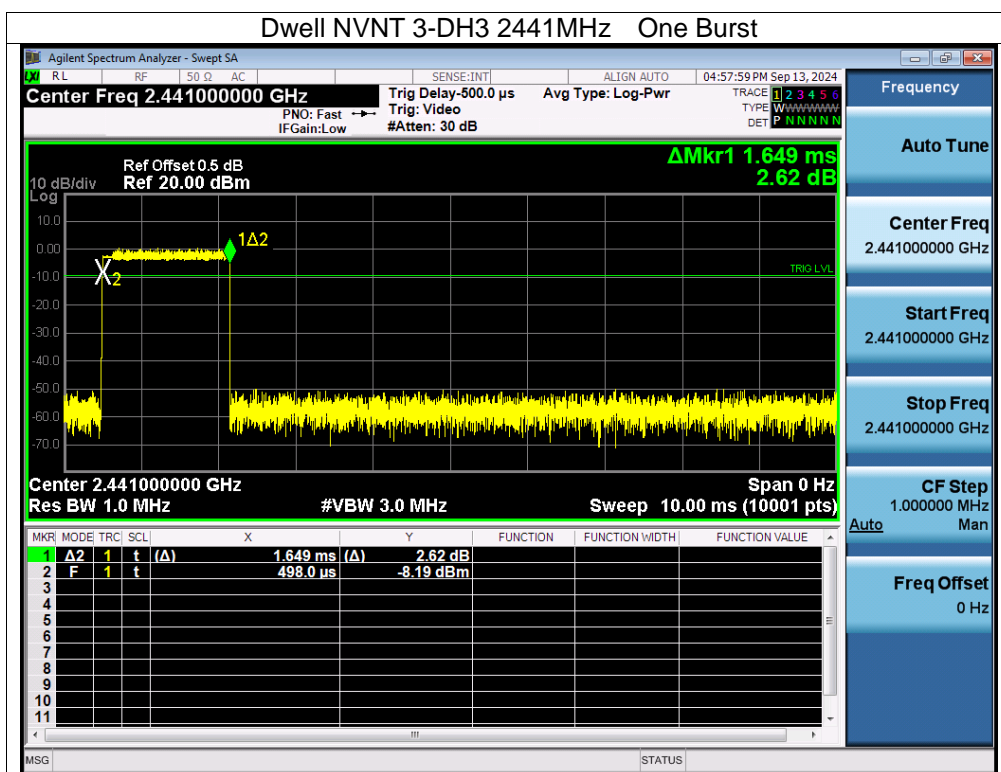 Dwell NVNT 3-DH3 2441MHz One Burst
Agilent Spectrum Analyzer - Swept SA
LXI RL RF 50 Ω AC SENSE:INT ALIGN AUTO 04:57:59 PM Sep 13, 2024
Center Freq 2.441000000 GHz Trig Delay-500.0 µs Avg Type: Log-Pwr TRACE 1 2 3 4 5 6
PNO: Fast Trig: Video TYPE WWWWWW
IFGain:Low #Atten: 30 dB DET P N N N N N
ΔMkr1 1.649 ms
2.62 dB
Ref Offset 0.5 dB
10 dB/div Ref 20.00 dBm
Log
10.0
0.00
-10.0
-20.0
-30.0
-40.0
-50.0
-60.0
-70.0
1Δ2
2
TRIG LVL
Center 2.441000000 GHz Span 0 Hz
Res BW 1.0 MHz #VBW 3.0 MHz Sweep 10.00 ms (10001 pts)
MKR MODE TRC SCL X Y FUNCTION FUNCTION WIDTH FUNCTION VALUE
1 Δ2 1 t (Δ) 1.649 ms (Δ) 2.62 dB
2 F 1 t 498.0 µs -8.19 dBm
3
4
5
6
7
8
9
10
11
MSG STATUS
Frequency
Auto Tune
Center Freq
2.441000000 GHz
Start Freq
2.441000000 GHz
Stop Freq
2.441000000 GHz
CF Step
1.000000 MHz
Auto Man
Freq Offset
0 Hz